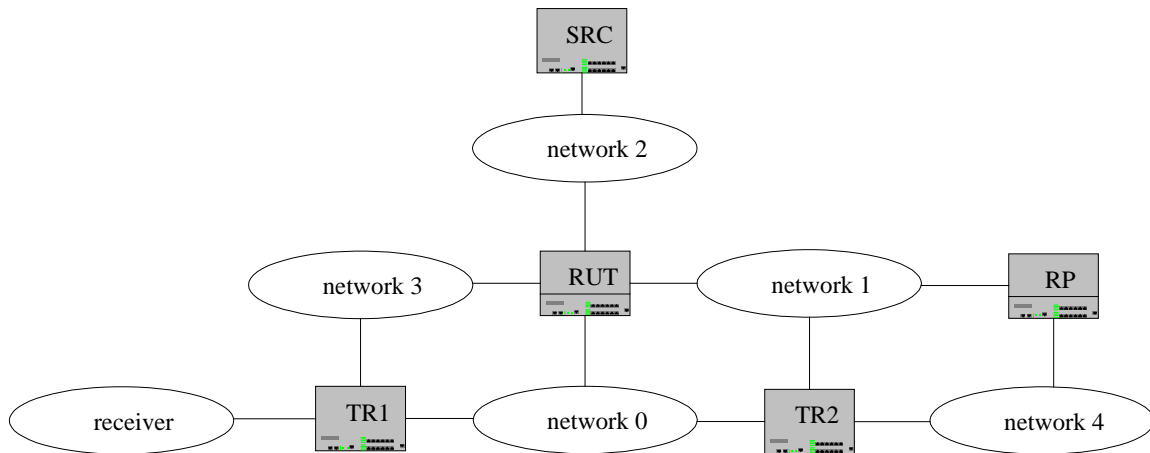 SRC
network 2
network 3
RUT
network 1
RP
receiver
TR1
network 0
TR2
network 4